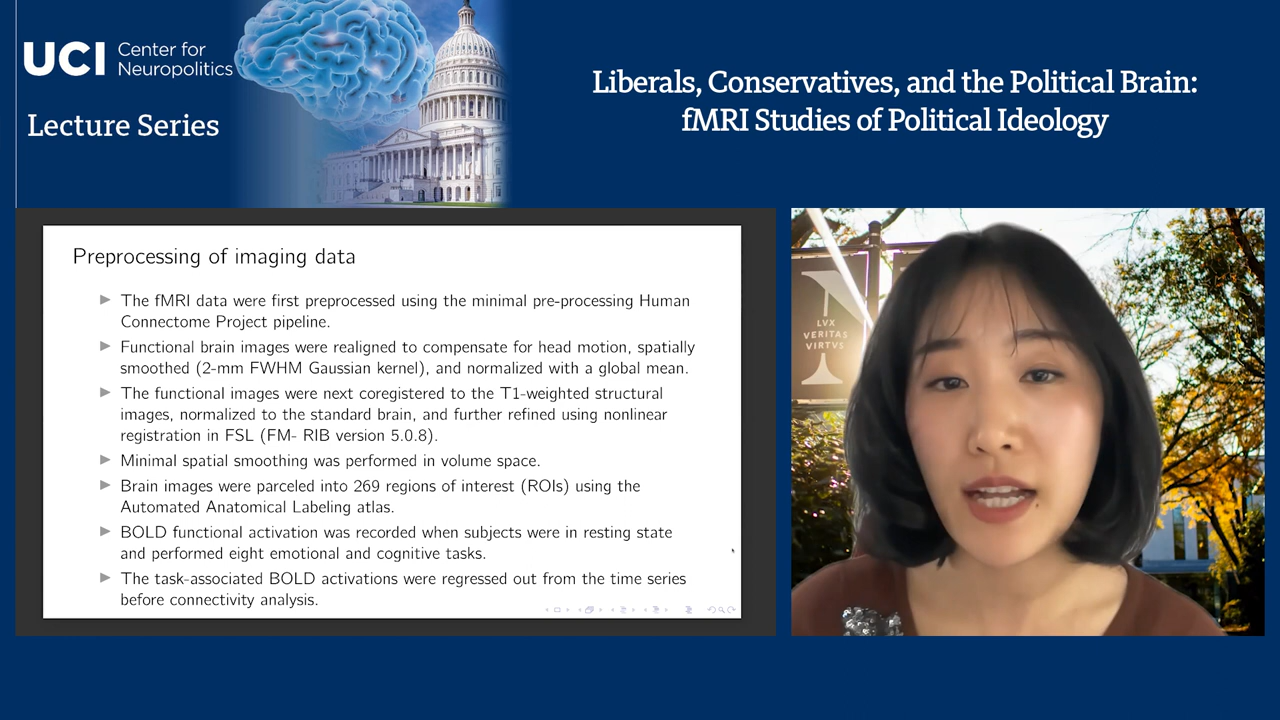 UCI Center for
Neuropolitics
Lecture Series
Liberals, Conservatives, and the Political Brain:
fMRI Studies of Political Ideology
Preprocessing of imaging data
The fMRI data were first preprocessed using the minimal pre-processing Human
Connectome Project pipeline.
Functional brain images were realigned to compensate for head motion, spatially
smoothed (2-mm FWHM Gaussian kernel), and normalized with a global mean.
The functional images were next coregistered to the T1-weighted structural
images, normalized to the standard brain, and further refined using nonlinear
registration in FSL (FM- RIB version 5.0.8).
Minimal spatial smoothing was performed in volume space.
Brain images were parceled into 269 regions of interest (ROIs) using the
Automated Anatomical Labeling atlas.
BOLD functional activation was recorded when subjects were in resting state
and performed eight emotional and cognitive tasks.
The task-associated BOLD activations were regressed out from the time series
before connectivity analysis.
LVX
VERITAS
VIRTVS